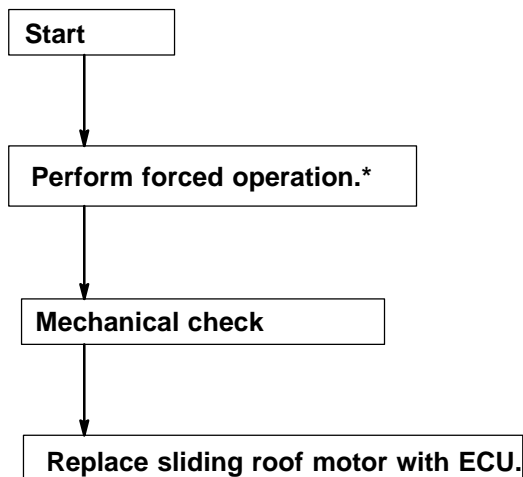 Start
Perform forced operation.*
Mechanical check
Replace sliding roof motor with ECU.